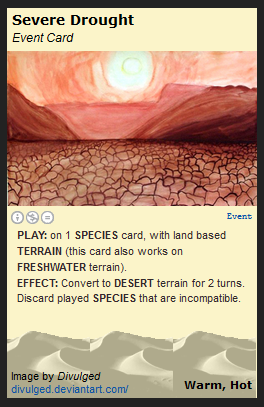 Severe Drought
Event Card
Event
PLAY: on 1 SPECIES card, with land based
TERRAIN (this card also works on
FRESHWATER terrain).
EFFECT: Convert to DESERT terrain for 2 turns.
Discard played SPECIES that are incompatible.
Image by Divulged
divulged.deviantart.com/
Warm, Hot